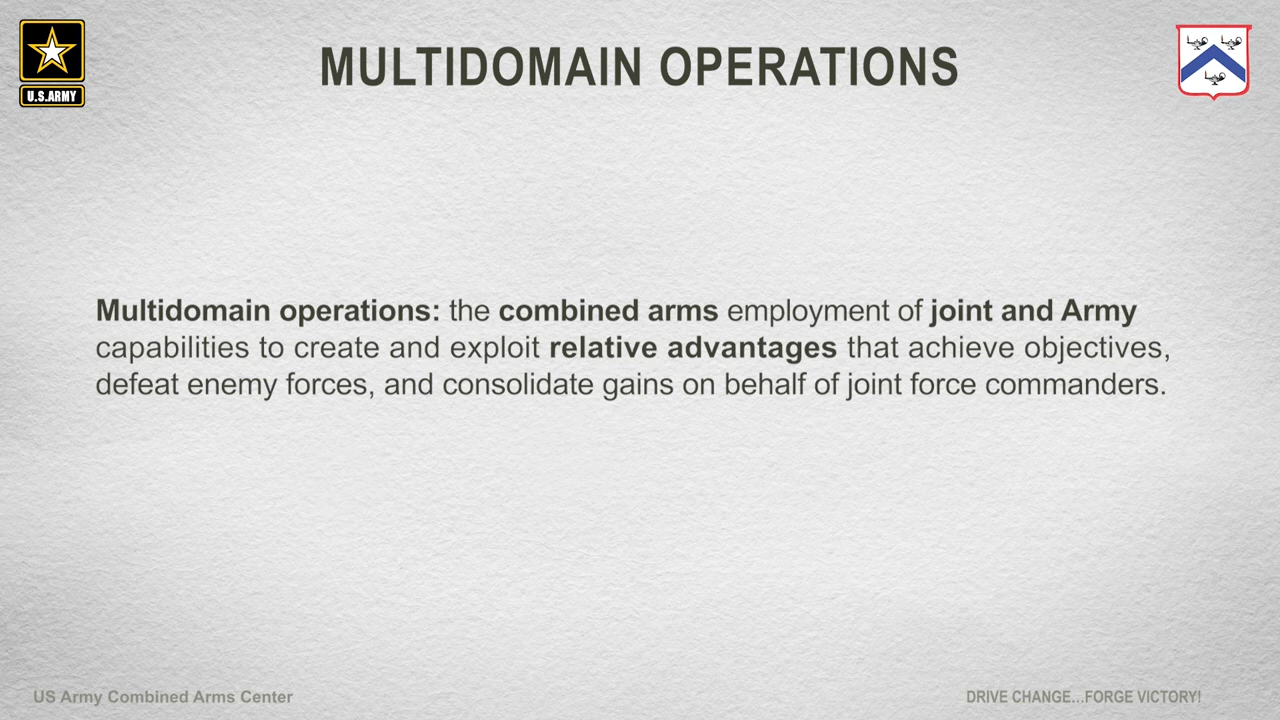 U.S.ARMY
MULTIDOMAIN OPERATIONS
Multidomain operations: the combined arms employment of joint and Army
capabilities to create and exploit relative advantages that achieve objectives,
defeat enemy forces, and consolidate gains on behalf of joint force commanders.
US Army Combined Arms Center
DRIVE CHANGE...FORGE VICTORY!